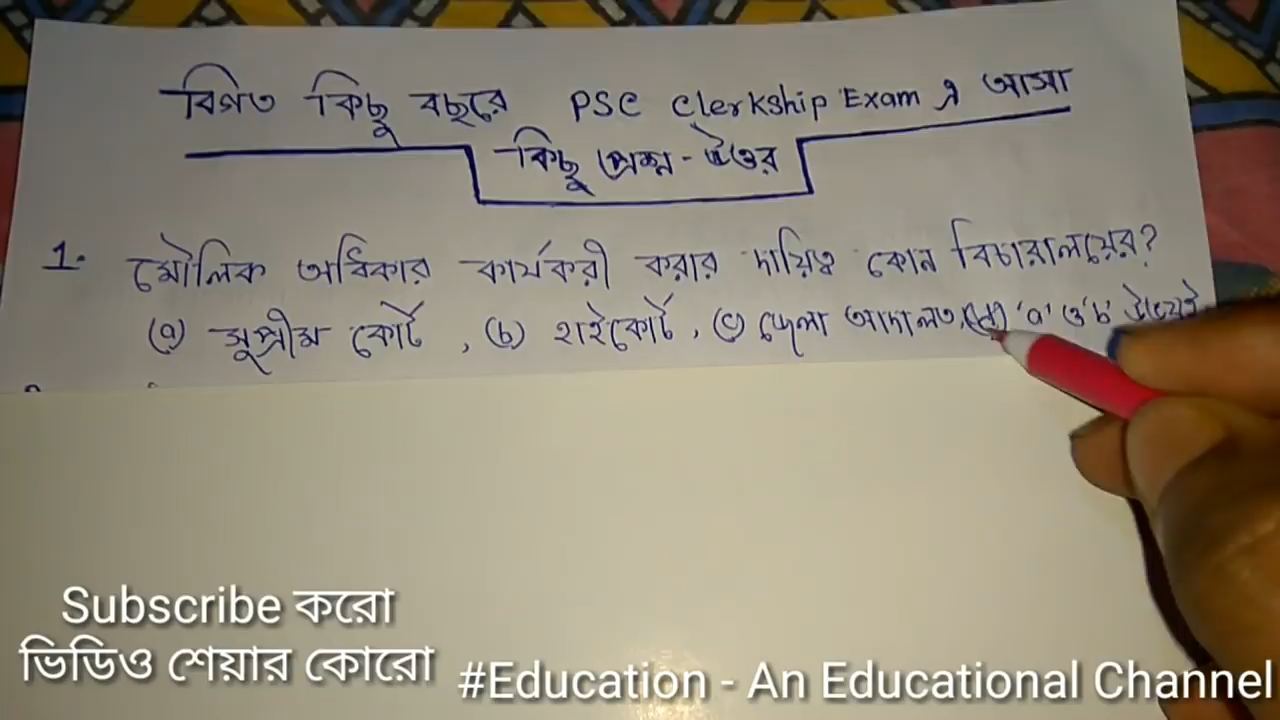 বিগত কিছু বছরে PSC Clerkship Exam এ আসা
কিছু প্রশ্ন - উত্তর
1. মৌলিক অধিকার কার্যকরী করার দায়িত্ব কোন বিচারালয়ের?
(a) সুপ্রীম কোর্ট, (b) হাইকোর্ট, (c) জেলা আদালত, (d) 'a' ও 'b' উভয়েই
Subscribe করো
ভিডিও শেয়ার কোরো
#Education - An Educational Channel